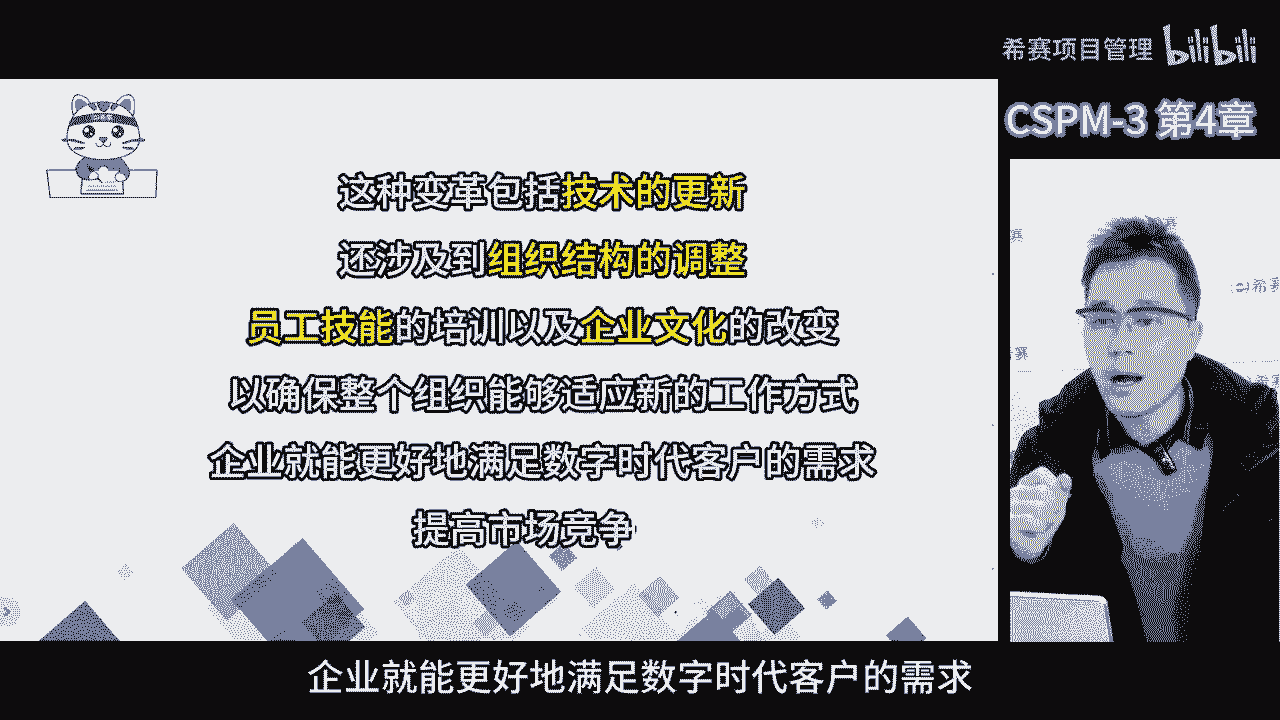 希赛项目管理 bilibili
CSPM-3 第4章
这种变革包括技术的更新
还涉及到组织结构的调整
员工技能的培训以及企业文化的改变
以确保整个组织能够适应新的工作方式
企业就能更好地满足数字时代客户的需求
提高市场竞争
企业就能更好地满足数字时代客户的需求